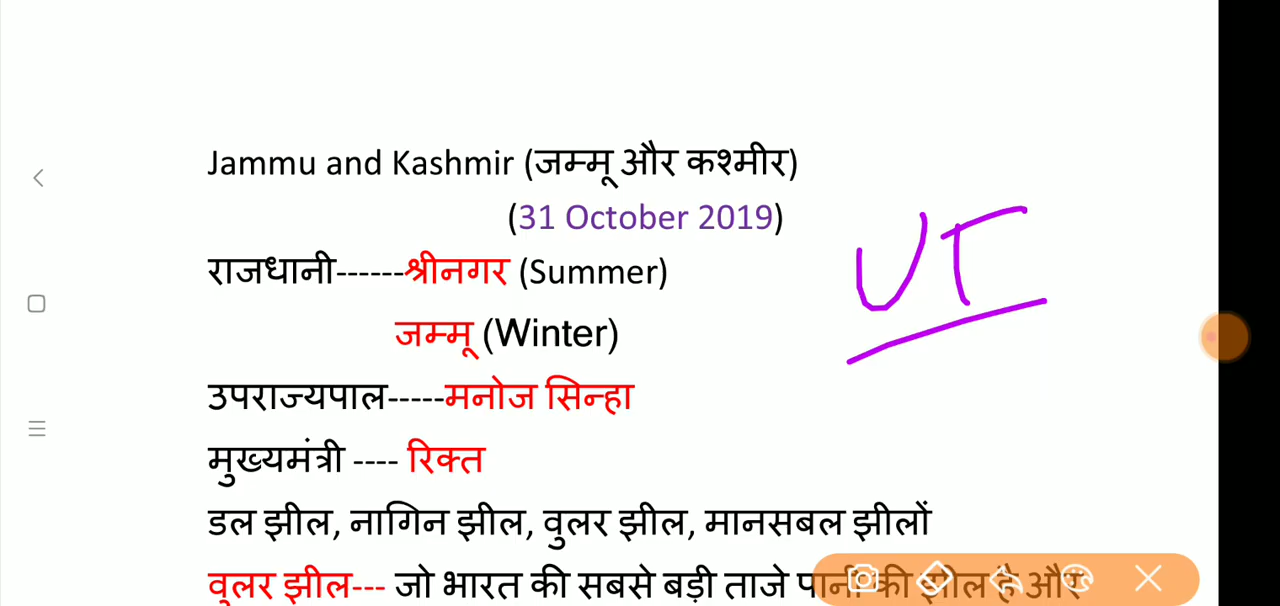 Jammu and Kashmir (जम्मू और कश्मीर)
(31 October 2019)
UT
राजधानी------श्रीनगर (Summer)
जम्मू (Winter)
उपराज्यपाल-----मनोज सिन्हा
मुख्यमंत्री ---- रिक्त
डल झील, नागिन झील, वुलर झील, मानसबल झीलों
वुलर झील--- जो भारत की सबसे बड़ी ताजे पानी की झील है और